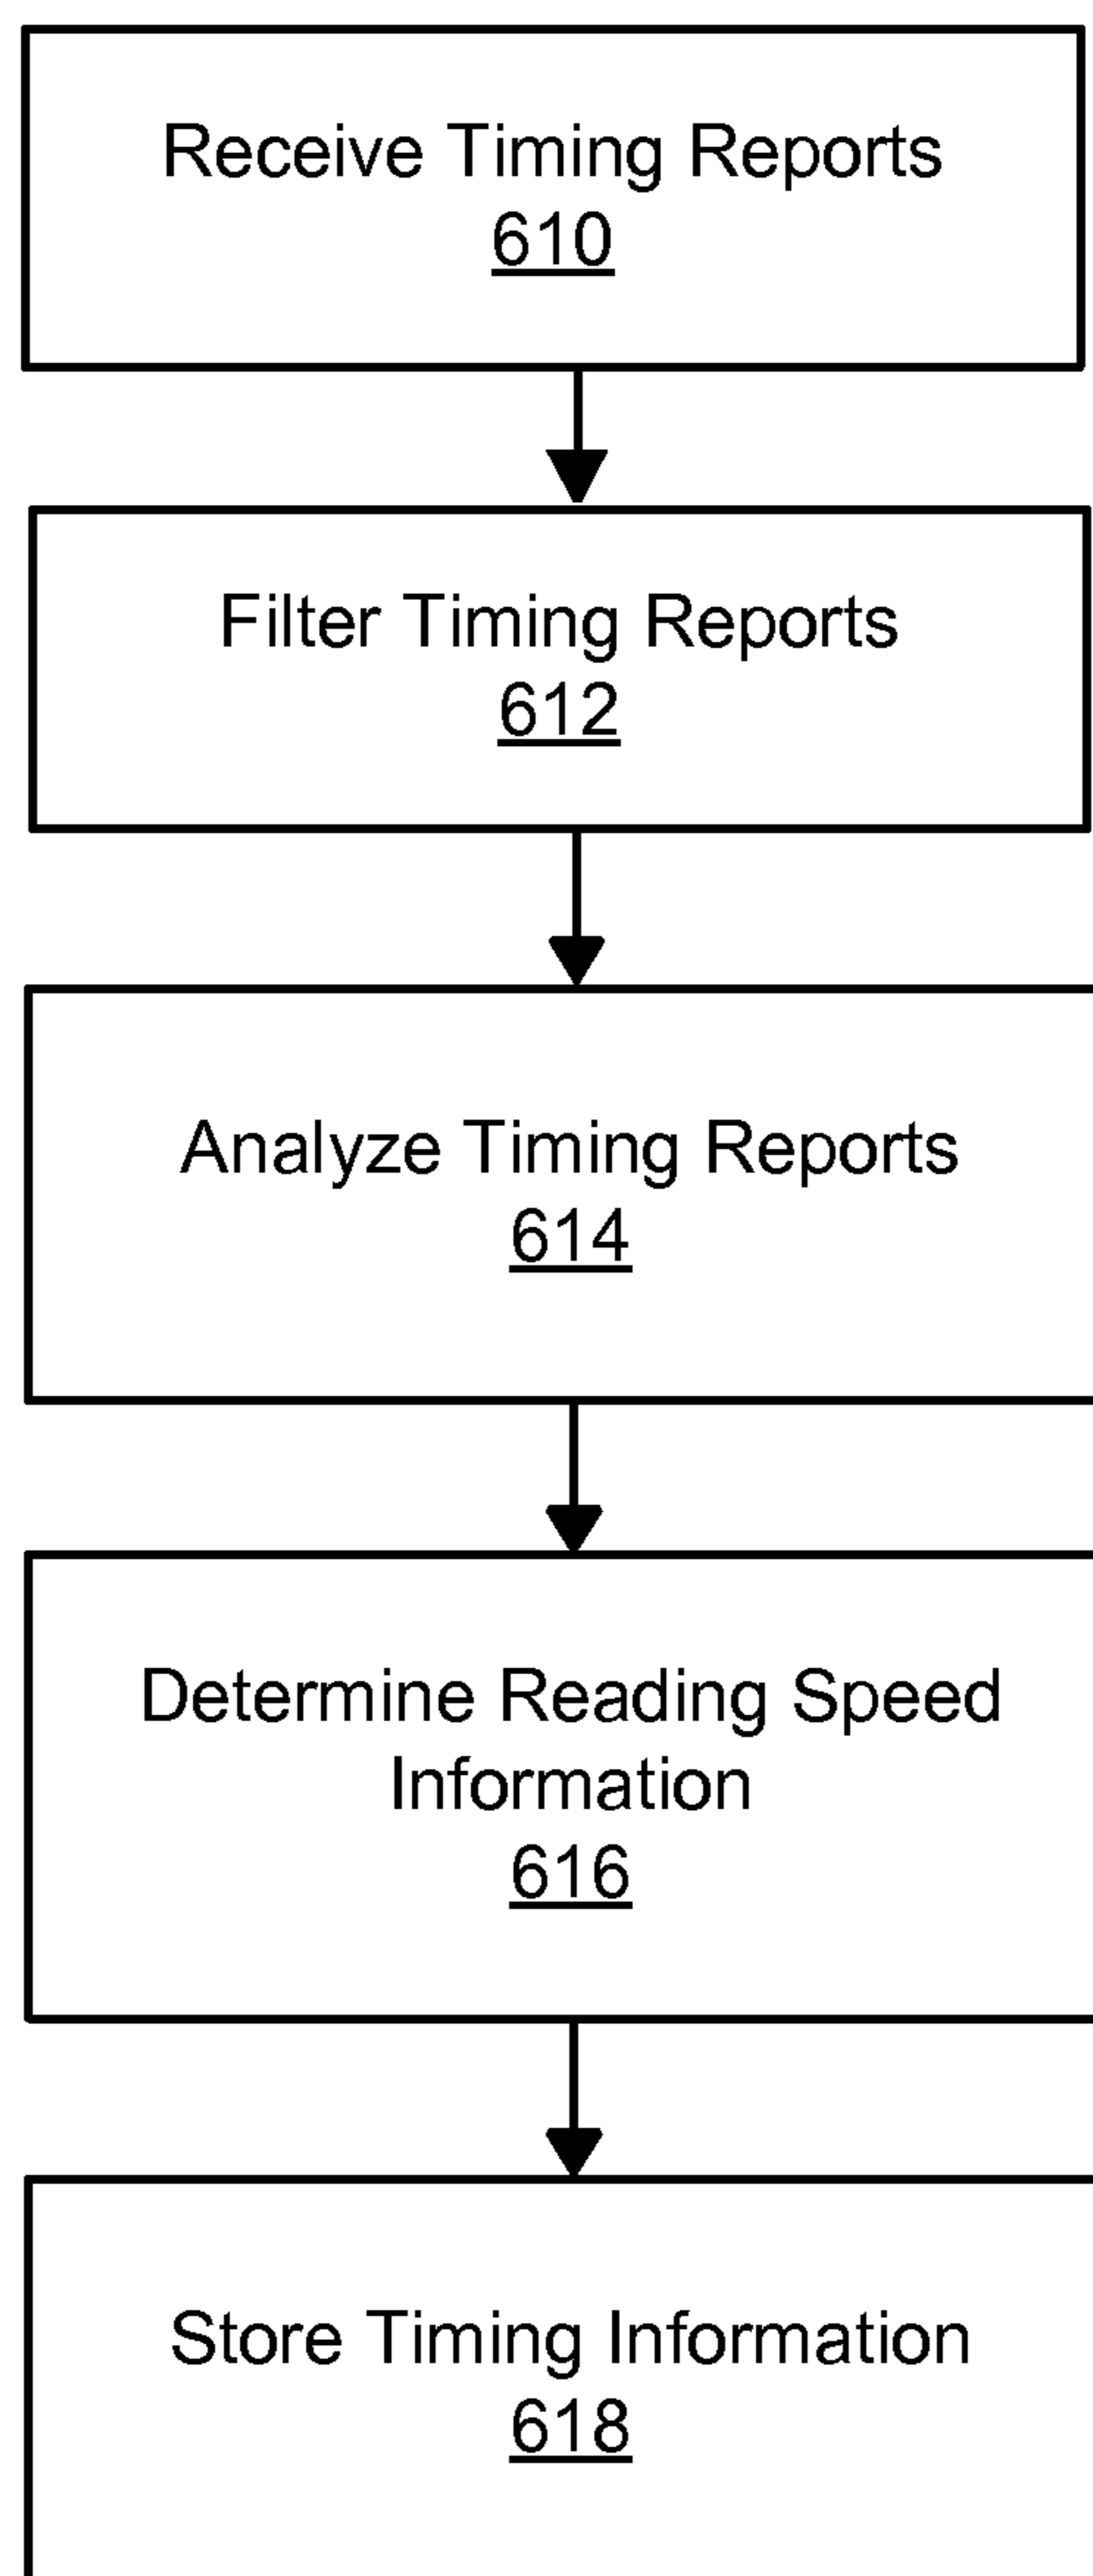 Receive Timing Reports
610
Filter Timing Reports
612
Analyze Timing Reports
614
Determine Reading Speed
Information
616
Store Timing Information
618